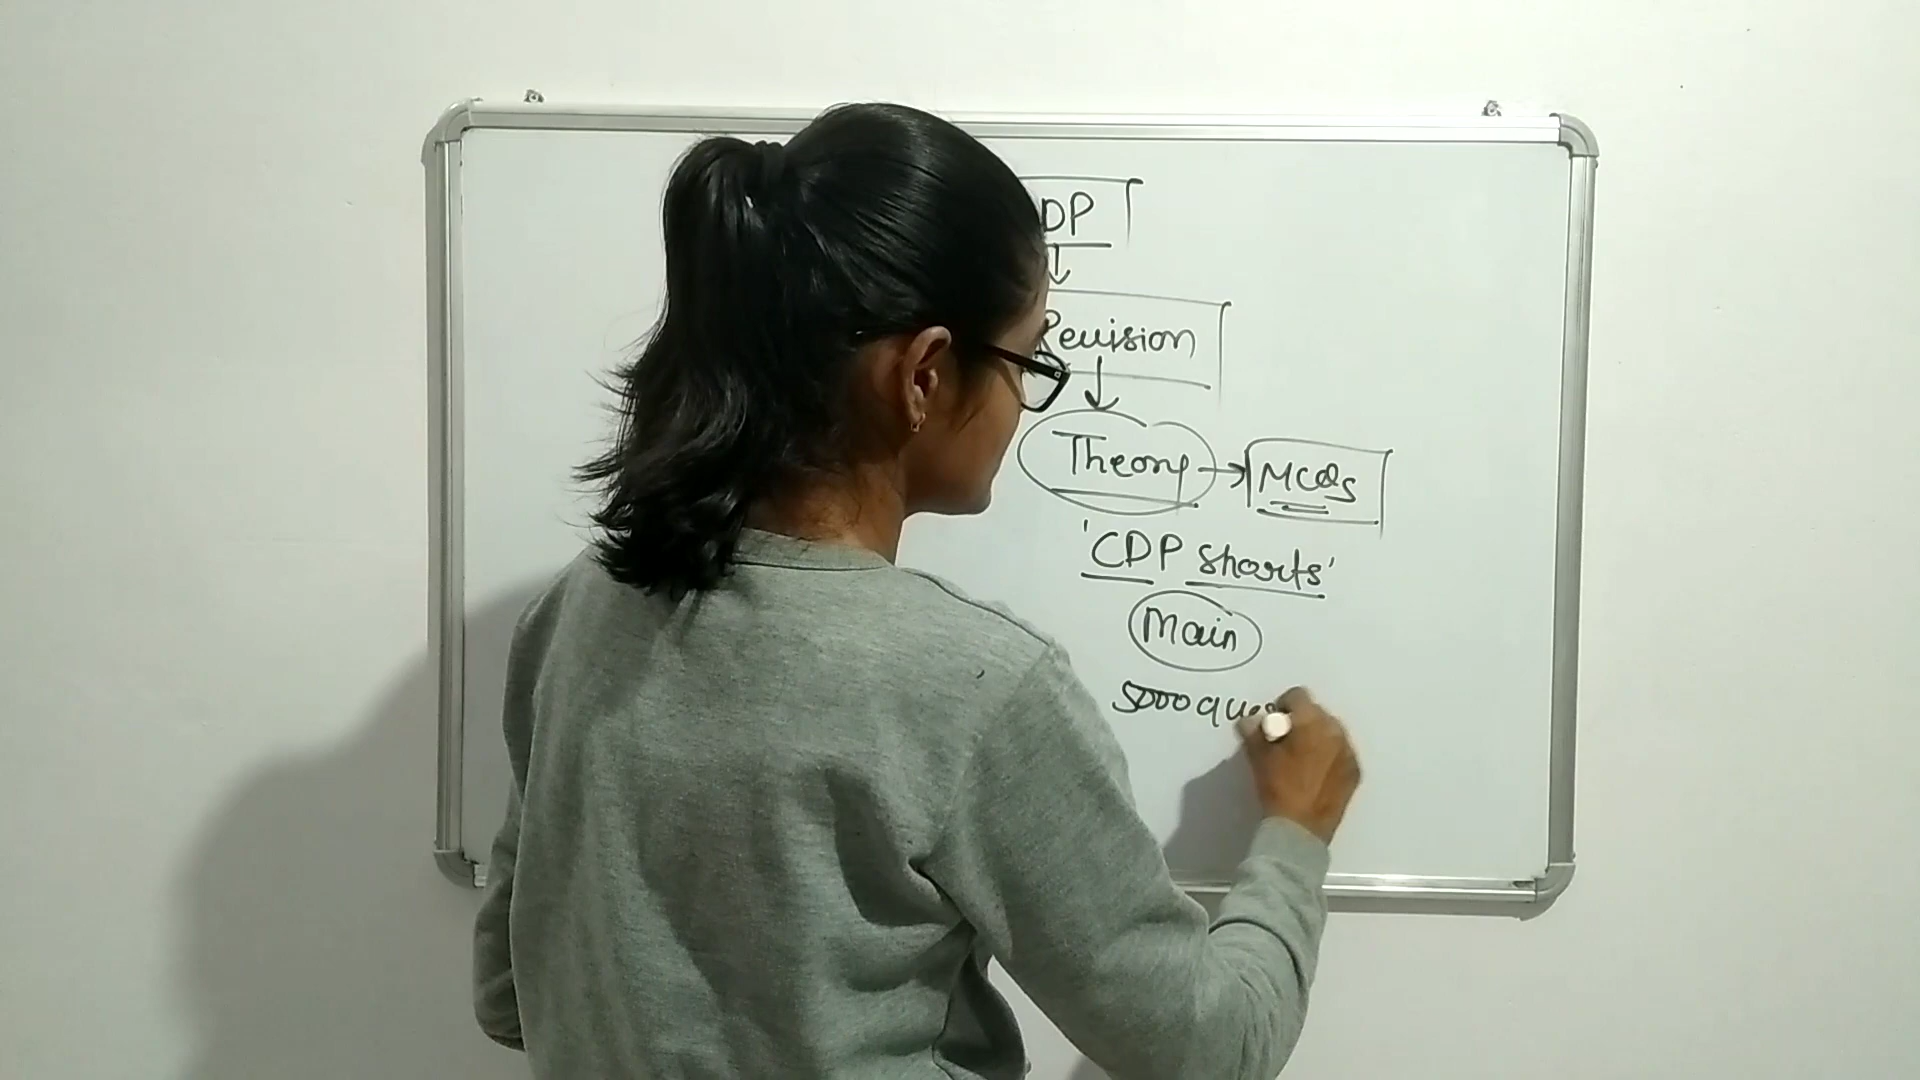 DP
Revision
Theory → MCQs
'CDP Shorts'
Main
5000 ques